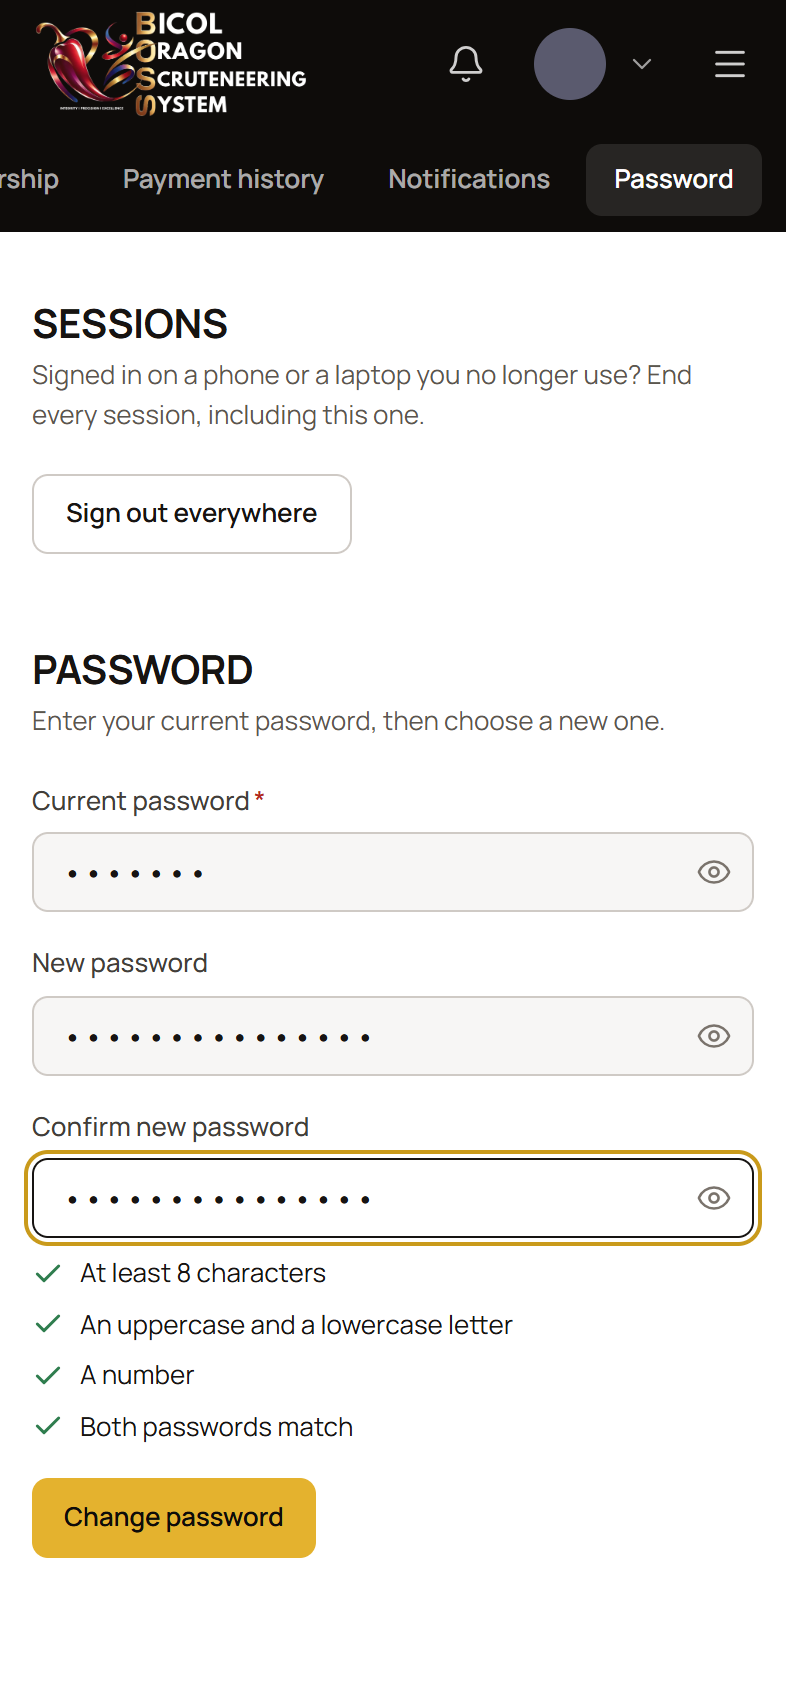 BICOL
DRAGON
SCRUTENEERING
SYSTEM
INTEGRITY | PRECISION | EXCELLENCE
rship
Payment history
Notifications
Password
SESSIONS
Signed in on a phone or a laptop you no longer use? End
every session, including this one.
Sign out everywhere
PASSWORD
Enter your current password, then choose a new one.
Current password *
New password
Confirm new password
At least 8 characters
An uppercase and a lowercase letter
A number
Both passwords match
Change password